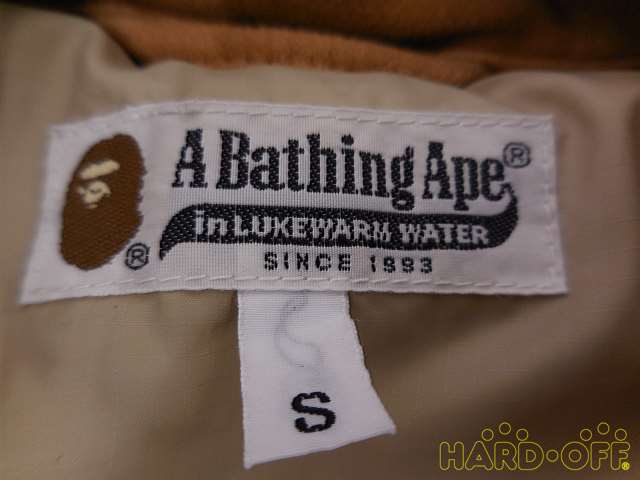 A Bathing Ape®
®
in LUKEWARM WATER
SINCE 1993
S
HARD·OFF®